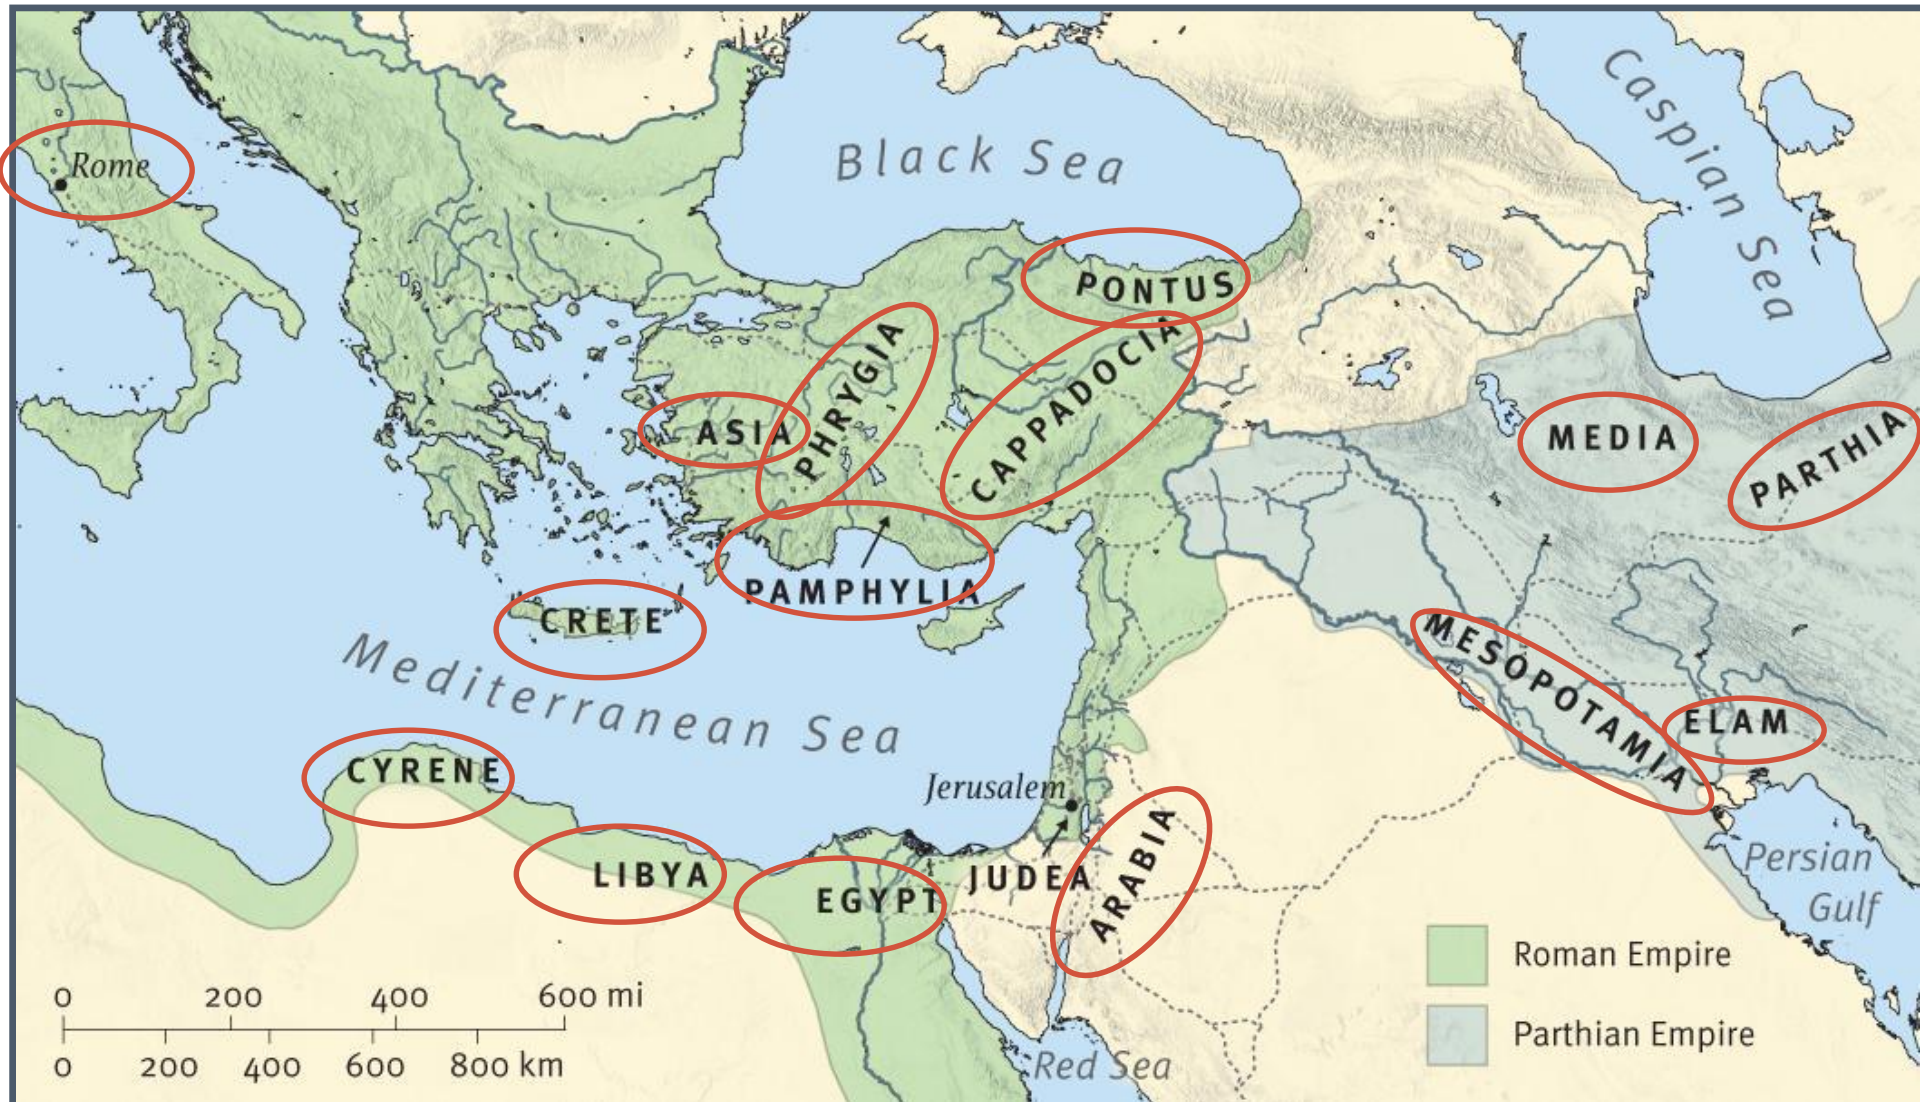 Caspian Sea
Black Sea
Rome
PONTUS
PHRYGIA
CAPPADOCIA
ASIA
MEDIA
PARTHIA
PAMPHYLIA
CRETE
MESOPOTAMIA
Mediterranean Sea
ELAM
CYRENE
Jerusalem
LIBYA
EGYPT
JUDEA
ARABIA
Persian
Gulf
Roman Empire
Parthian Empire
Red Sea
0 200 400 600 mi
0 200 400 600 800 km